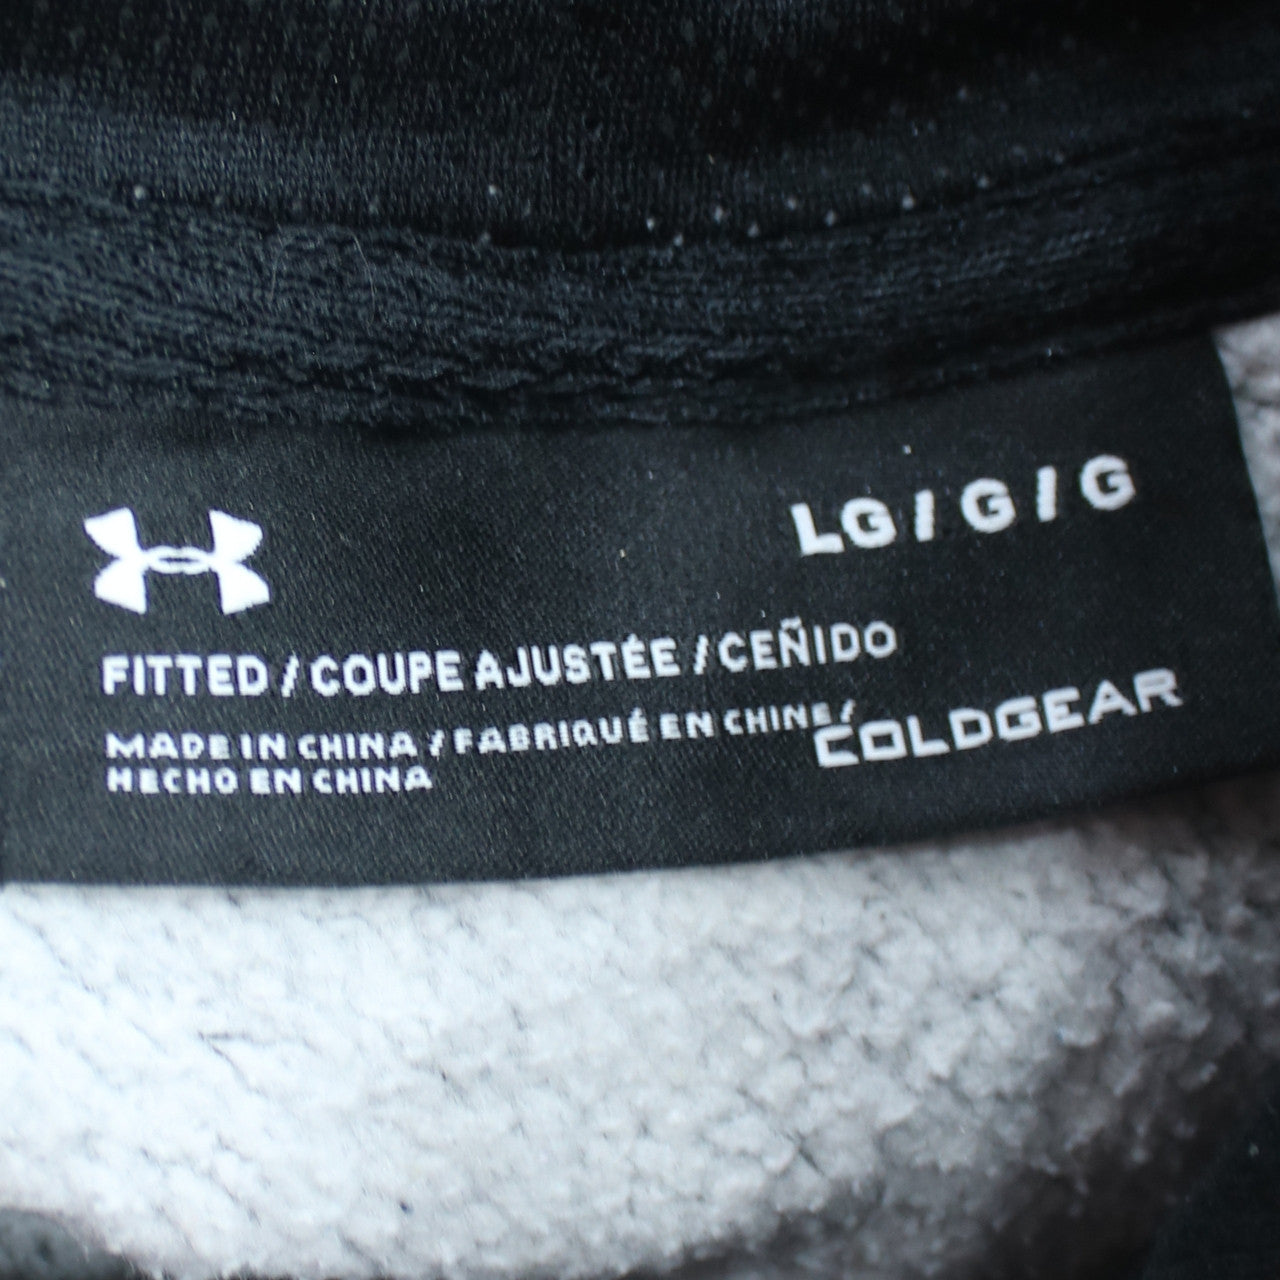 LG / G / G
FITTED / COUPE AJUSTÉE / CEÑIDO
MADE IN CHINA / FABRIQUÉ EN CHINE /
HECHO EN CHINA
COLDGEAR